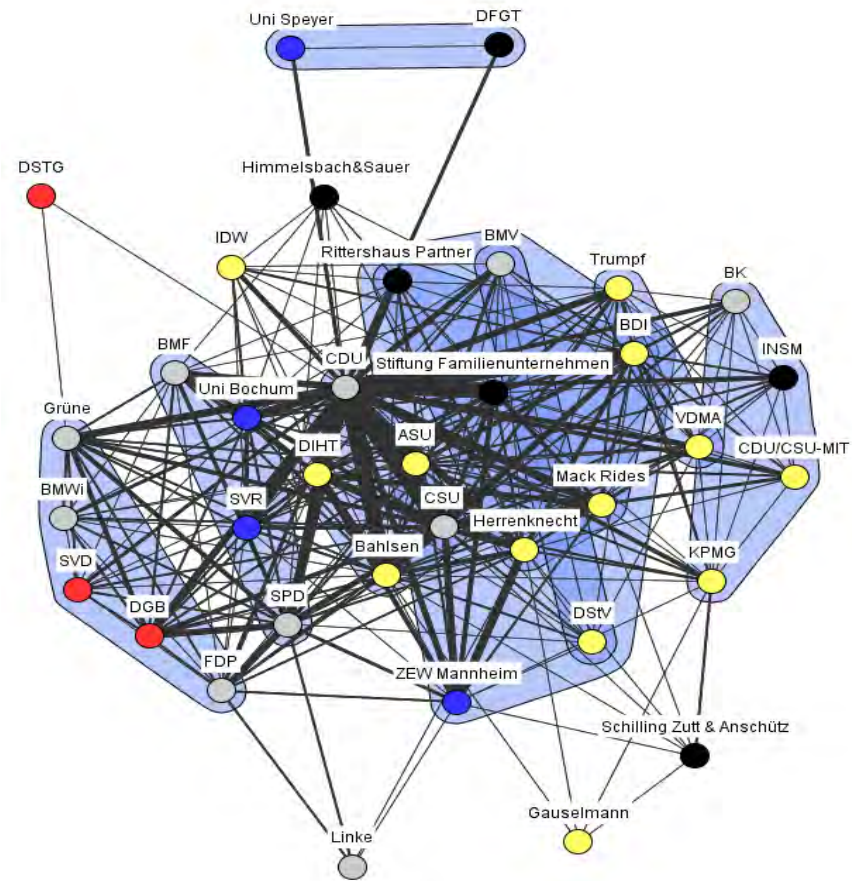 Uni Speyer
DFGT
DSTG
Himmelsbach&Sauer
IDW
Rittershaus Partner
BMV
Trumpf
BK
BDI
BMF
CDU
Stiftung Familienunternehmen
INSM
Uni Bochum
Grüne
DIHT
ASU
VDMA
CDU/CSU-MIT
BMWi
SVR
CSU
Mack Rides
Herrenknecht
SVD
Bahlsen
KPMG
DGB
SPD
DStV
FDP
ZEW Mannheim
Schilling Zutt & Anschütz
Gauselmann
Linke